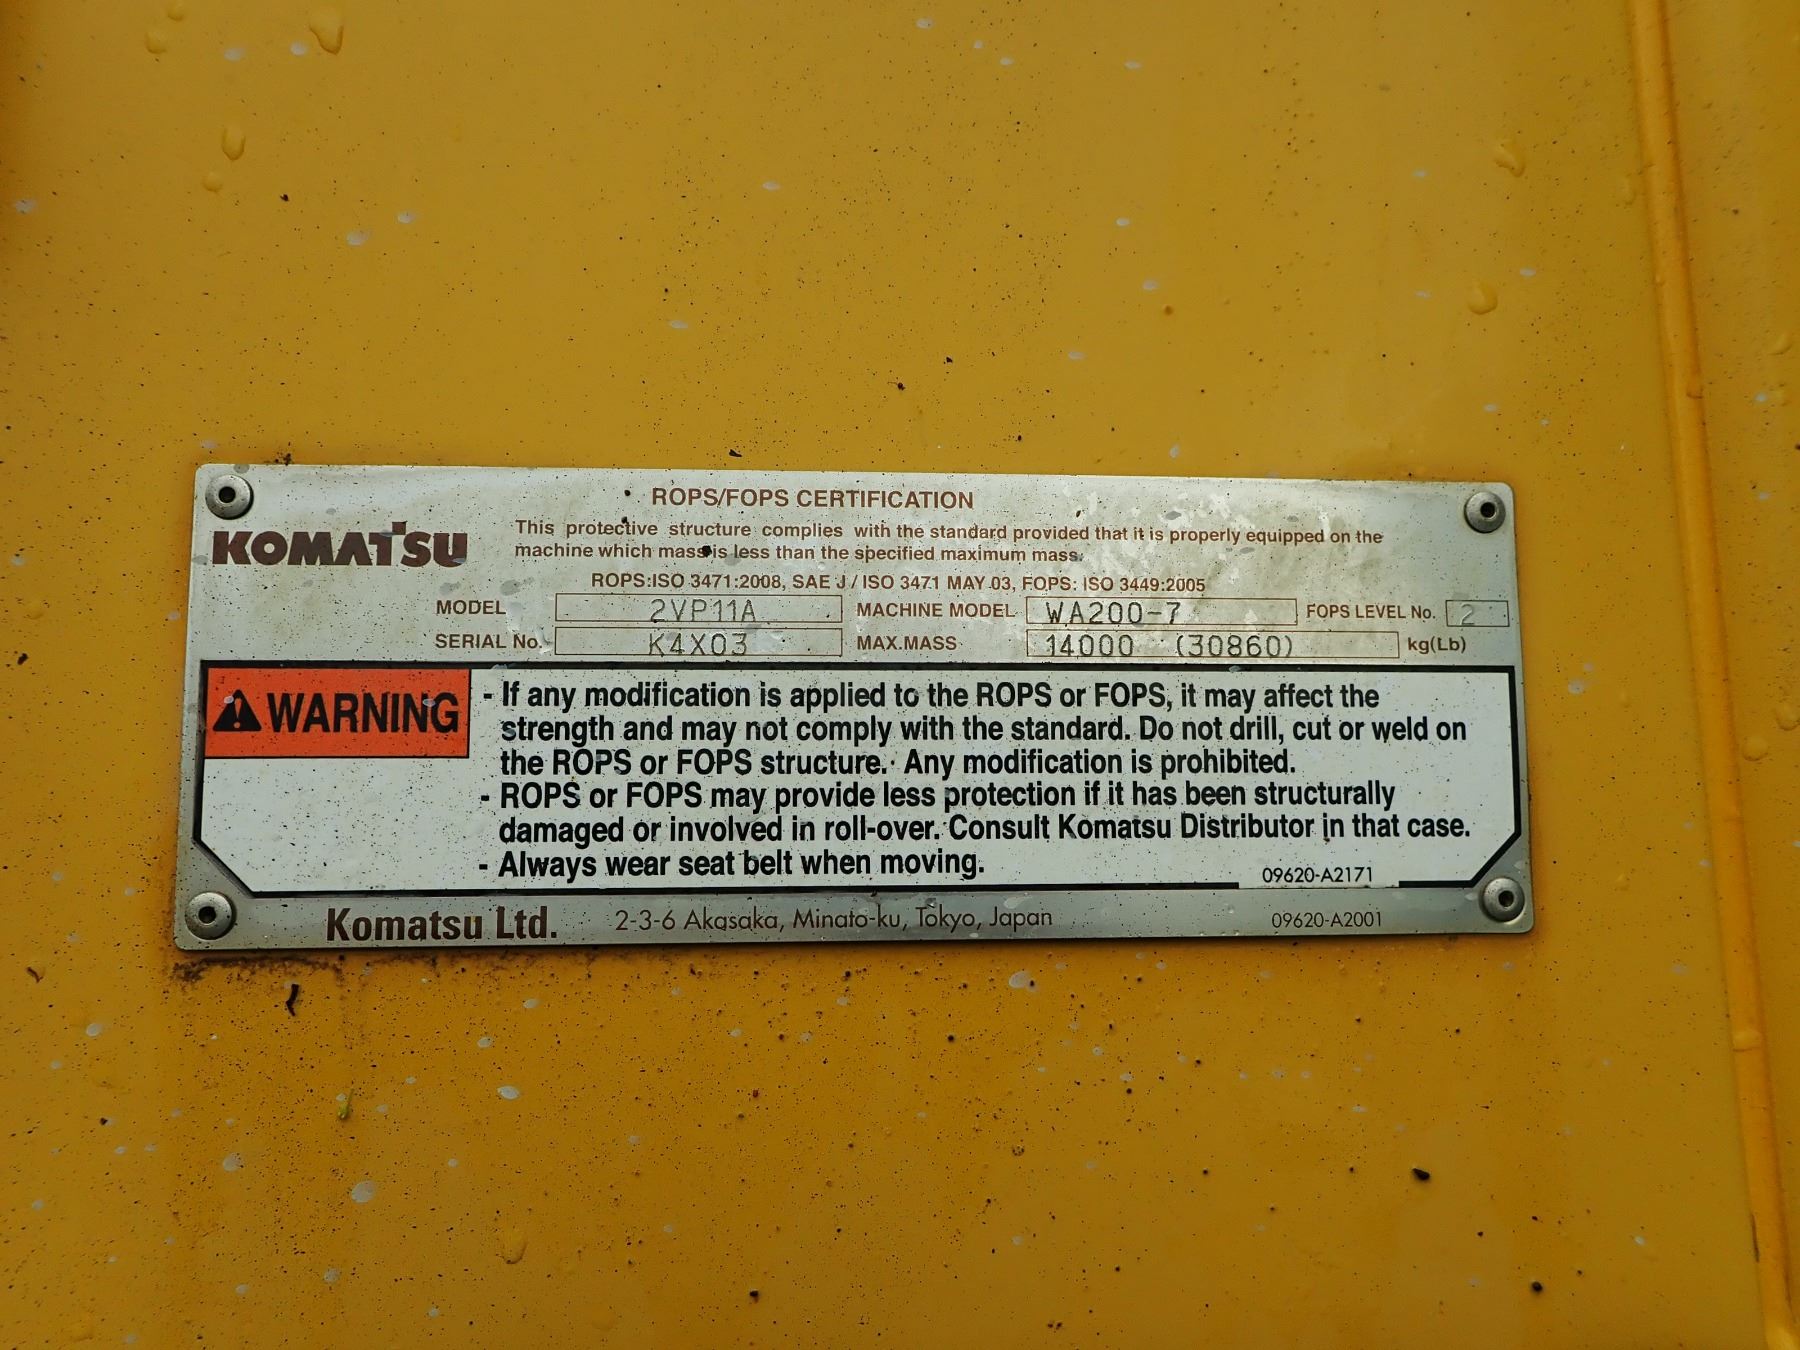 ROPS/FOPS CERTIFICATION
KOMATSU
This protective structure complies with the standard provided that it is properly equipped on the
machine which mass is less than the specified maximum mass.
ROPS:ISO 3471:2008, SAE J / ISO 3471 MAY 03, FOPS: ISO 3449:2005
MODEL 2VP11A MACHINE MODEL WA200-7 FOPS LEVEL No. 2
SERIAL No. K4X03 MAX.MASS 14000 (30860) kg(Lb)
WARNING
- If any modification is applied to the ROPS or FOPS, it may affect the
strength and may not comply with the standard. Do not drill, cut or weld on
the ROPS or FOPS structure. Any modification is prohibited.
- ROPS or FOPS may provide less protection if it has been structurally
damaged or involved in roll-over. Consult Komatsu Distributor in that case.
- Always wear seat belt when moving.
09620-A2171
Komatsu Ltd. 2-3-6 Akasaka, Minato-ku, Tokyo, Japan 09620-A2001